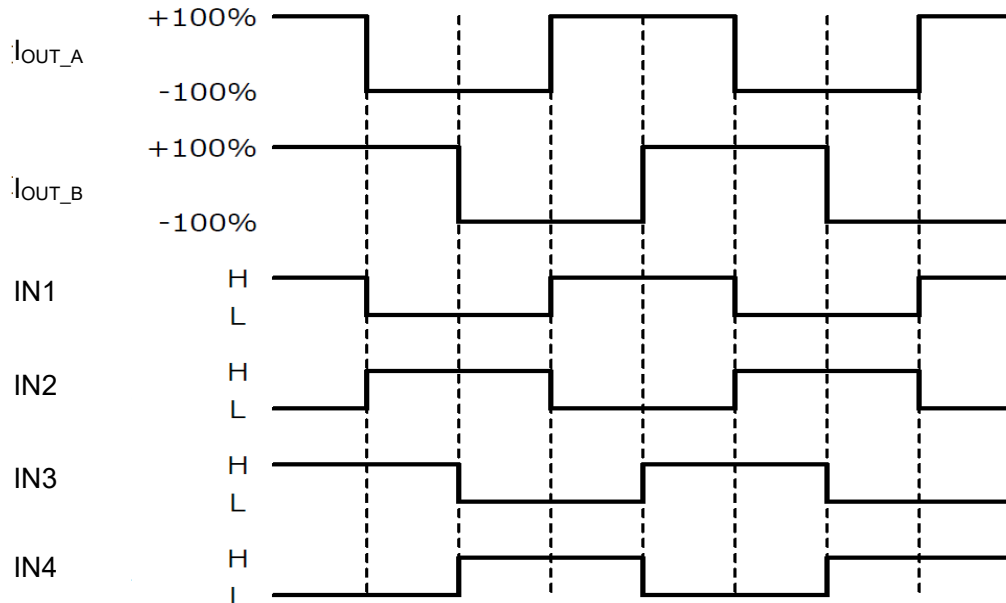 +100%
IOUT_A
-100%
+100%
IOUT_B
-100%
H
IN1
L
H
IN2
L
H
IN3
L
H
IN4
L